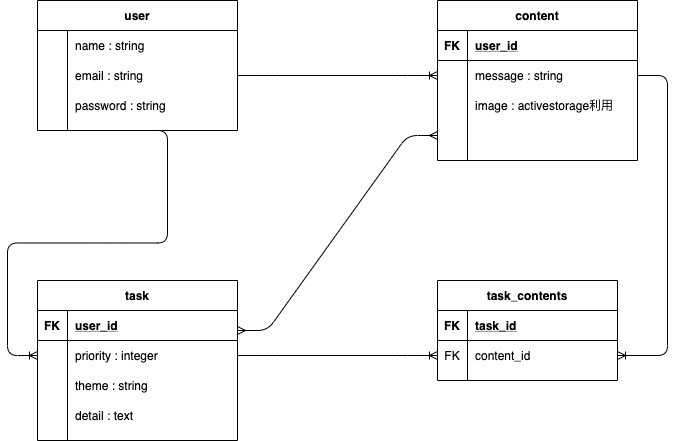 user
name : string
email : string
password : string
content
FK user_id
message : string
image : activestorage利用
task
FK user_id
priority : integer
theme : string
detail : text
task_contents
FK task_id
FK content_id